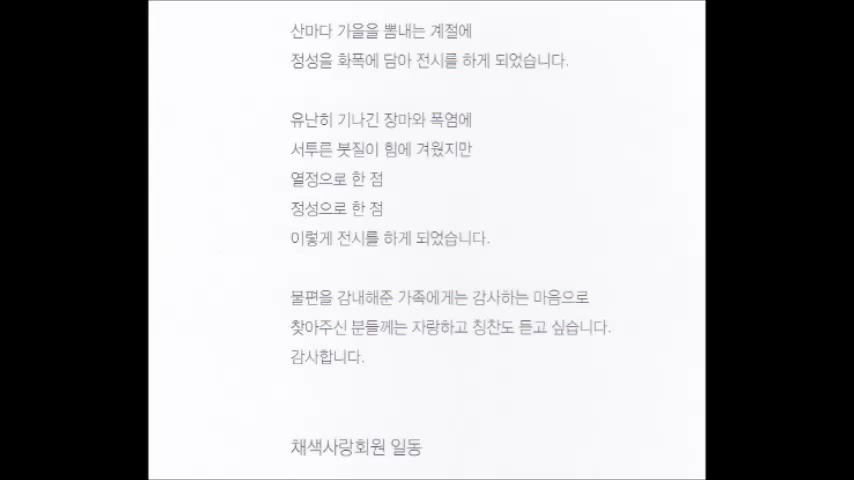 산마다 가을을 뽐내는 계절에
정성을 화폭에 담아 전시를 하게 되었습니다.
유난히 기나긴 장마와 폭염에
서투른 붓질이 힘에 겨웠지만
열정으로 한 점
정성으로 한 점
이렇게 전시를 하게 되었습니다.
불편을 감내해준 가족에게는 감사하는 마음으로
찾아주신 분들께는 자랑하고 칭찬도 듣고 싶습니다.
감사합니다.
채색사랑회원 일동